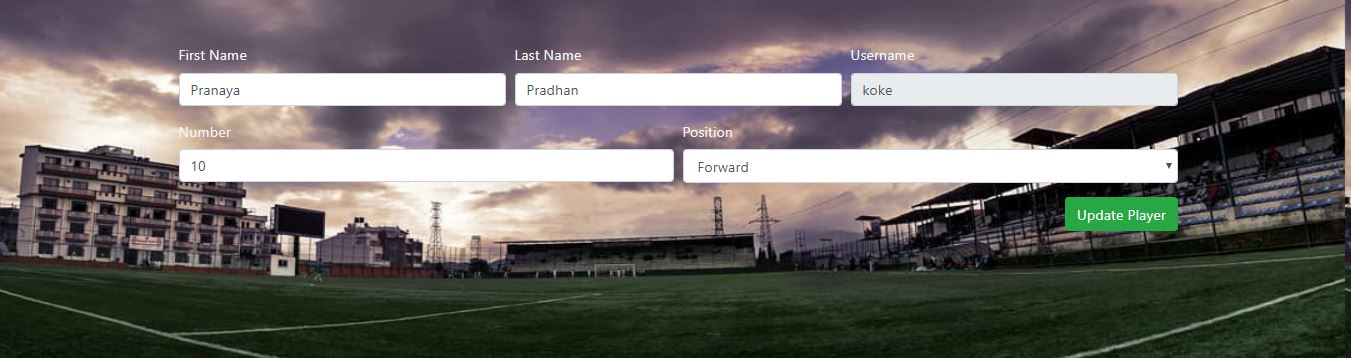 First Name Last Name Username
Pranaya Pradhan koke
Number Position
10 Forward
Update Player